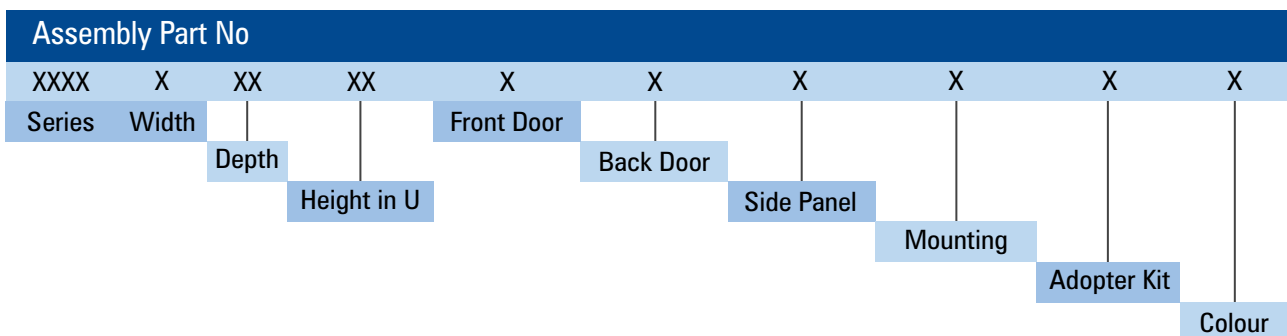 Assembly Part No
XXXX X XX XX X X X X X X
Series Width Front Door
Depth Back Door
Height in U Side Panel
Mounting
Adopter Kit
Colour